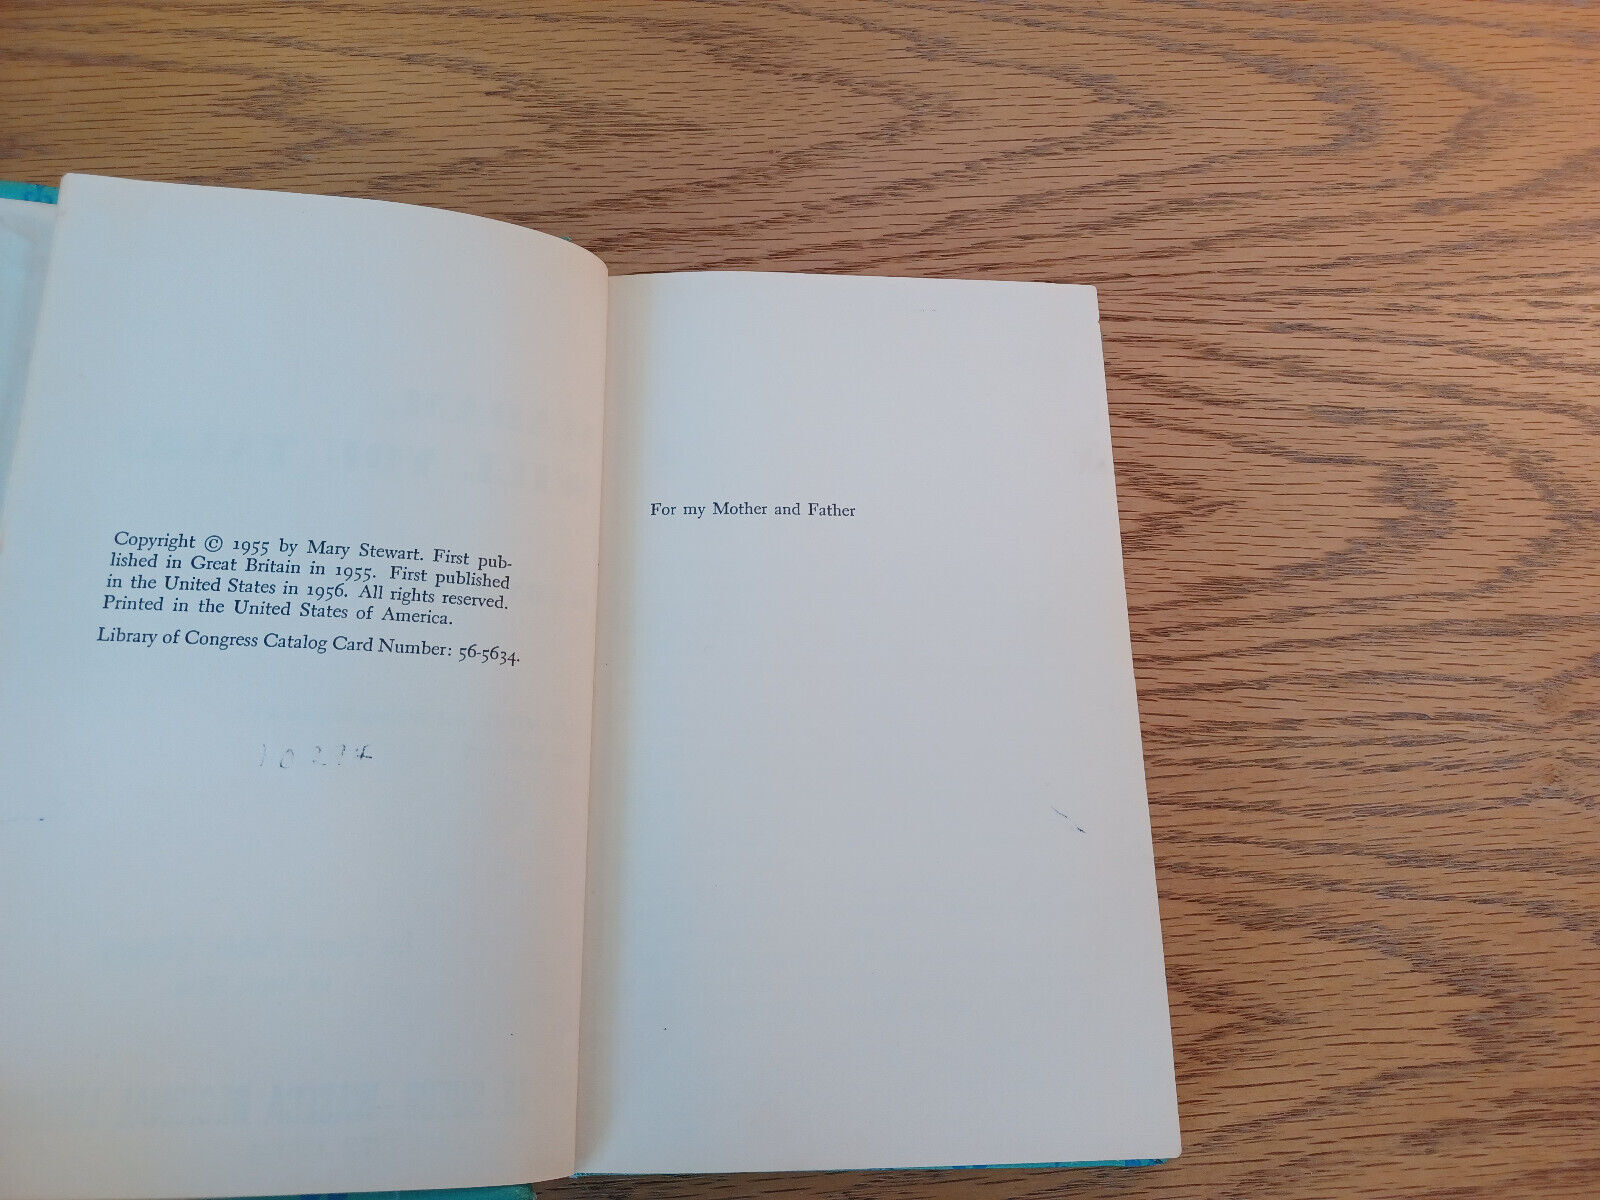 Copyright © 1955 by Mary Stewart. First pub-
lished in Great Britain in 1955. First published
in the United States in 1956. All rights reserved.
Printed in the United States of America.
Library of Congress Catalog Card Number: 56-5634.
For my Mother and Father